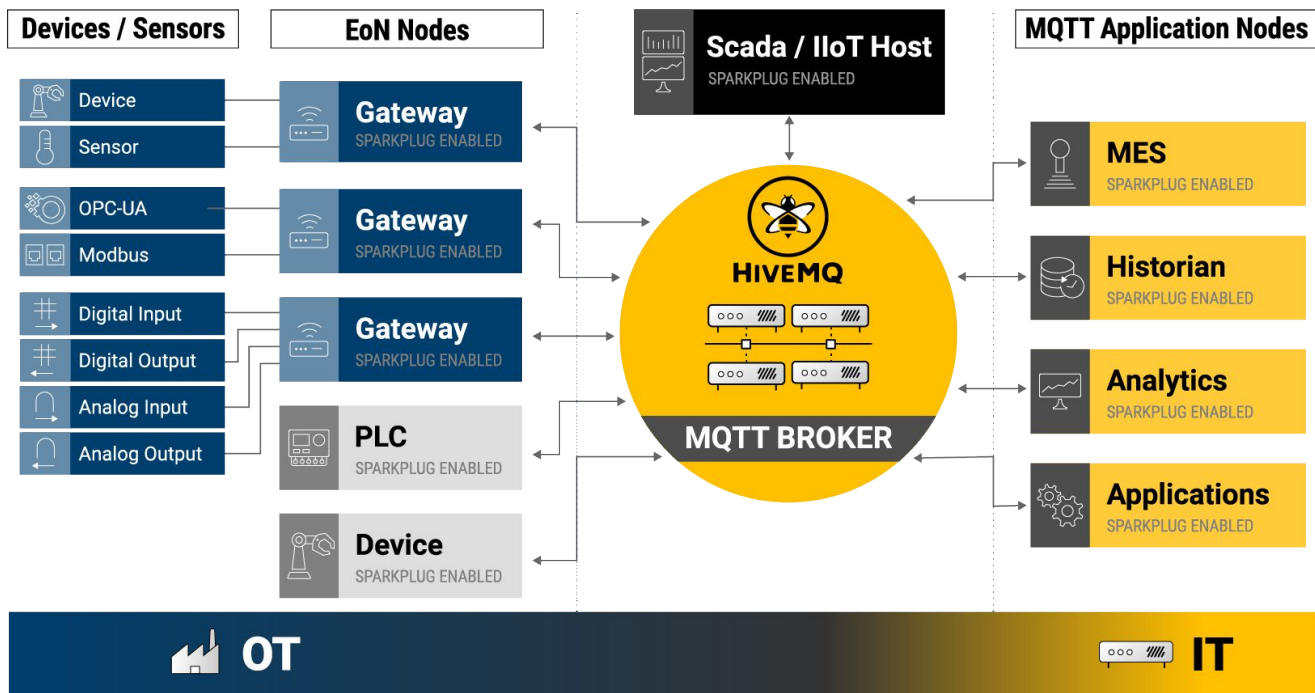 Devices / Sensors
EoN Nodes
Scada / IIoT Host
SPARKPLUG ENABLED
MQTT Application Nodes
Device
Sensor
Gateway
SPARKPLUG ENABLED
OPC-UA
Modbus
Gateway
SPARKPLUG ENABLED
Digital Input
Digital Output
Analog Input
Analog Output
Gateway
SPARKPLUG ENABLED
PLC
SPARKPLUG ENABLED
Device
SPARKPLUG ENABLED
HIVEMQ
MQTT BROKER
MES
SPARKPLUG ENABLED
Historian
SPARKPLUG ENABLED
Analytics
SPARKPLUG ENABLED
Applications
SPARKPLUG ENABLED
OT
IT